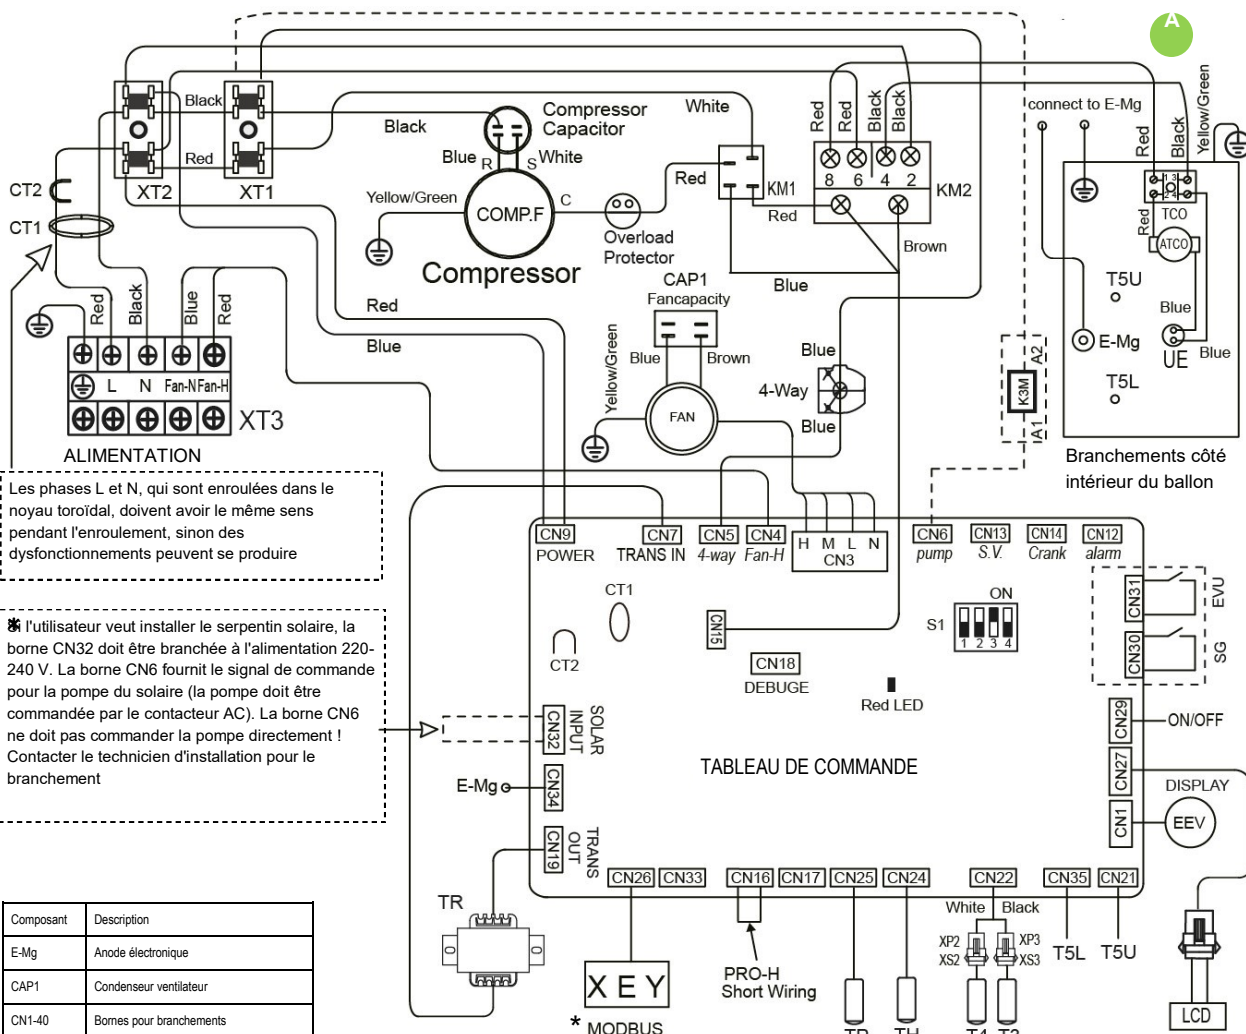 A
Black
Red
XT2
XT1
CT2
CT1
Black
Compressor
Capacitor
Blue
R
S
White
Yellow/Green
COMP.F
C
Compressor
Overload
Protector
White
Red
KM1
Red
Red
Red
Black
Black
8
6
4
2
KM2
Brown
Blue
connect to E-Mg
Red
Black
Yellow/Green
1
3
2
4
TCO
Red
ATCO
T5U
Blue
E-Mg
UE
Blue
T5L
Branchements côté
intérieur du ballon
Red
Black
Blue
Red
L
N
Fan-N
Fan-H
XT3
ALIMENTATION
Red
Blue
CAP1
Fancapacity
Blue
Brown
Yellow/Green
FAN
Blue
4-Way
Blue
A2
K3M
A1
Les phases L et N, qui sont enroulées dans le
noyau toroïdal, doivent avoir le même sens
pendant l'enroulement, sinon des
dysfonctionnements peuvent se
produire
l'utilisateur veut installer le serpentin solaire, la
borne CN32 doit être branchée à l'alimentation 220-
240 V. La borne CN6 fournit le signal de commande
pour la pompe du solaire (la pompe doit être
commandée par le contacteur AC). La borne CN6
ne doit pas commander la pompe directement !
Contacter le technicien d'installation pour le
branchement
CN9
POWER
CN7
TRANS IN
CN5
4-way
CN4
Fan-H
H M L N
CN3
CN6
pump
CN13
S.V.
CN14
Crank
CN12
alarm
CT1
CT2
CN15
CN18
DEBUGE
S1
ON
1 2 3 4
Red LED
CN31
EVU
CN30
SG
CN29
ON/OFF
CN27
DISPLAY
CN1
EEV
CN32
SOLAR
INPUT
E-Mg
CN34
CN19
TRANS
OUT
TABLEAU DE COMMANDE
CN26
CN33
CN16
CN17
CN25
CN24
CN22
CN35
CN21
White
Black
XP2
XS2
XP3
XS3
T5L
T5U
TR
X E Y
* MODBUS
PRO-H
Short Wiring
TP
TH
T4
T3
LCD
Composant
Description
E-Mg
Anode électronique
CAP1
Condenseur ventilateur
CN1-40
Bornes pour branchements